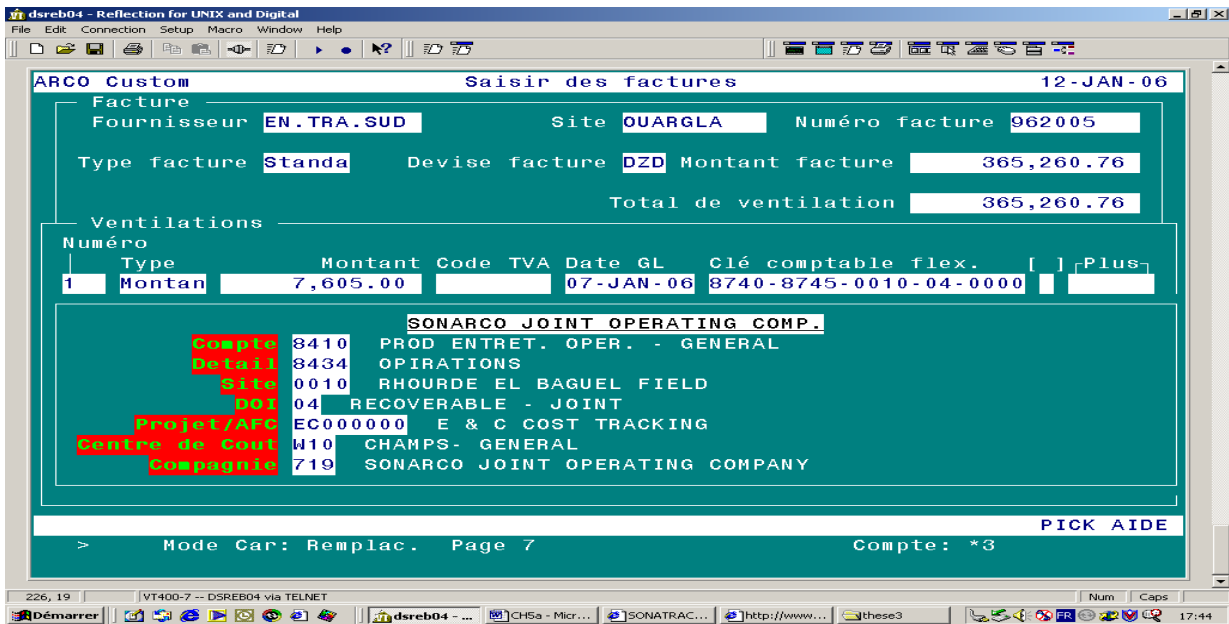 dsreb04 - Reflection for UNIX and Digital
File Edit Connection Setup Macro Window Help
ARCO Custom Saisir des factures 12-JAN-06
Facture
Fournisseur EN.TRA.SUD Site OUARGLA Numéro facture 962005
Type facture Standa Devise facture DZD Montant facture 365,260.76
Total de ventilation 365,260.76
Ventilations
Numéro
Type Montant Code TVA Date GL Clé comptable flex. [ ] Plus
1 Montan 7,605.00 07-JAN-06 8740-8745-0010-04-0000
SONARCO JOINT OPERATING COMP.
Compte 8410 PROD ENTRET. OPER. - GENERAL
Detail 8434 OPIRATIONS
Site 0010 RHOURDE EL BAGUEL FIELD
DOI 04 RECOVERABLE - JOINT
Projet/AFC EC000000 E & C COST TRACKING
Centre de Cout W10 CHAMPS- GENERAL
Compagnie 719 SONARCO JOINT OPERATING COMPANY
PICK AIDE
> Mode Car: Remplac. Page 7 Compte: *3
226, 19 VT400-7 -- DSREB04 via TELNET Num Caps
Démarrer dsreb04 - ... CH5a - Micr... SONATRAC... http://www... these3 FR 17:44